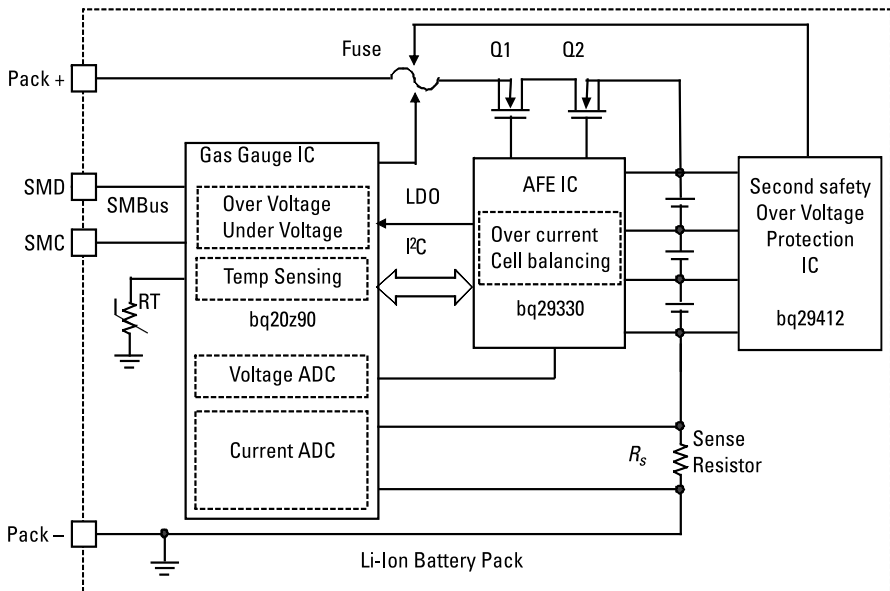 Fuse
Q1
Q2
Pack +
Gas Gauge IC
SMD
SMBus
SMC
Over Voltage
Under Voltage
LDO
I²C
AFE IC
Over current
Cell balancing
bq29330
Second safety
Over Voltage
Protection
IC
bq29412
Temp Sensing
RT
bq20z90
Voltage ADC
Current ADC
Rs
Sense
Resistor
Pack –
Li-Ion Battery Pack